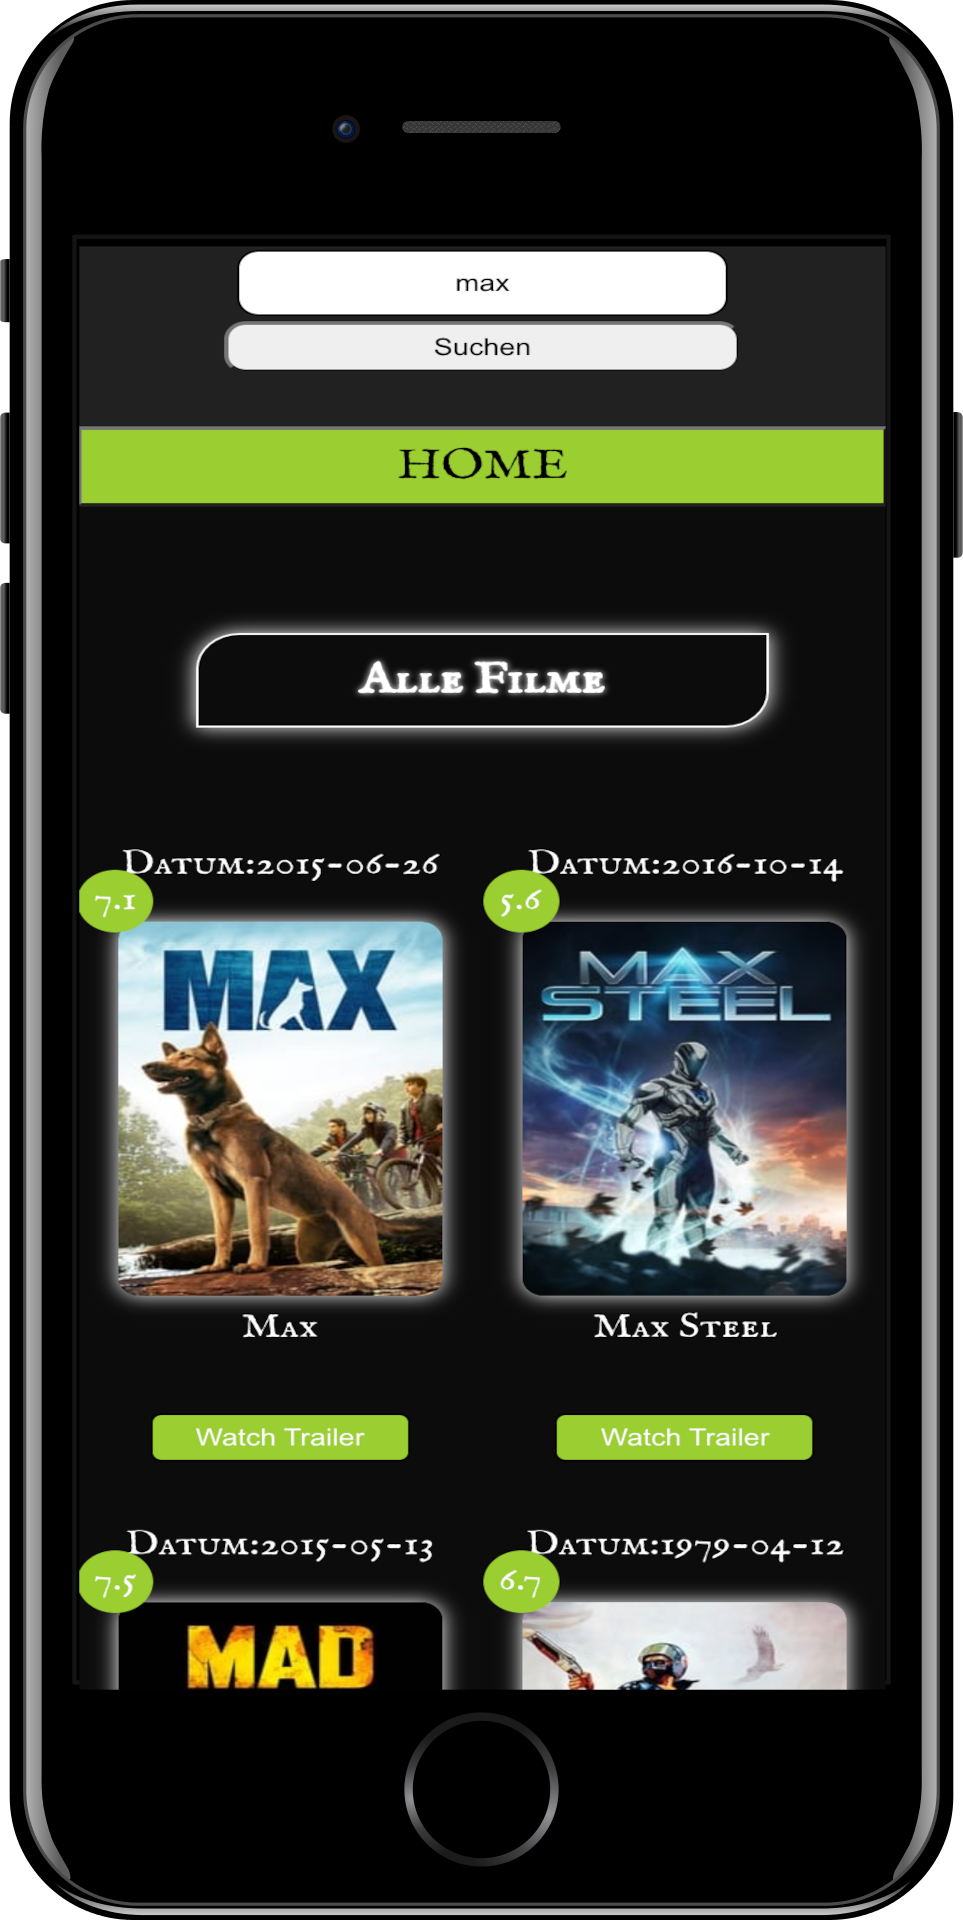 max
Suchen
HOME
Alle Filme
Datum:2015-06-26
Datum:2016-10-14
7.1
5.6
MAX
MAX
STEEL
Max
Max Steel
Watch Trailer
Watch Trailer
Datum:2015-05-13
Datum:1979-04-12
7.5
6.7
MAD